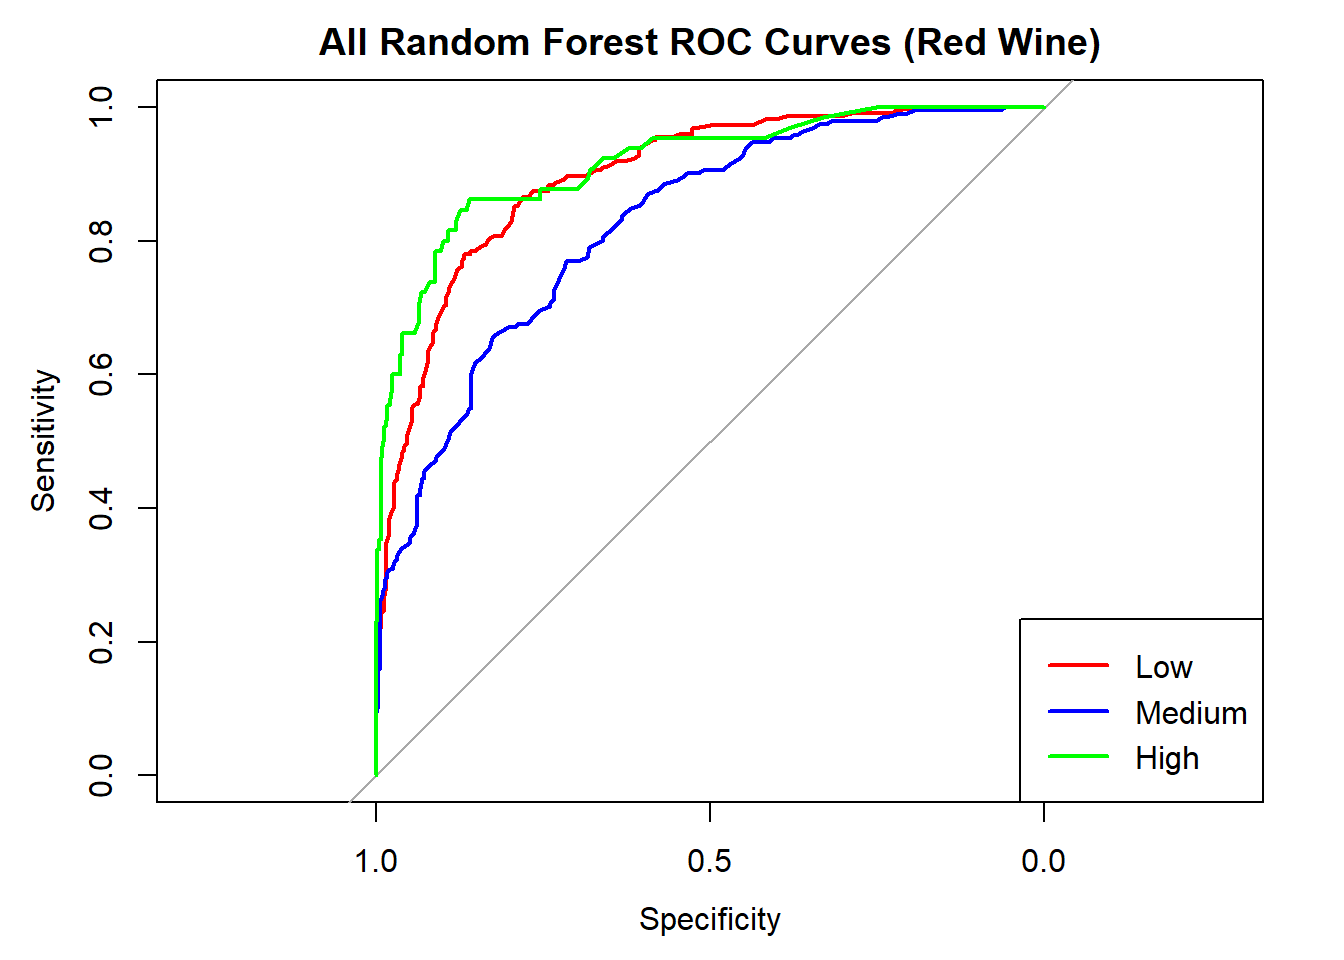 All Random Forest ROC Curves (Red Wine)
1.0
0.8
0.6
0.4
0.2
0.0
Sensitivity
Low
Medium
High
1.0 0.5 0.0
Specificity